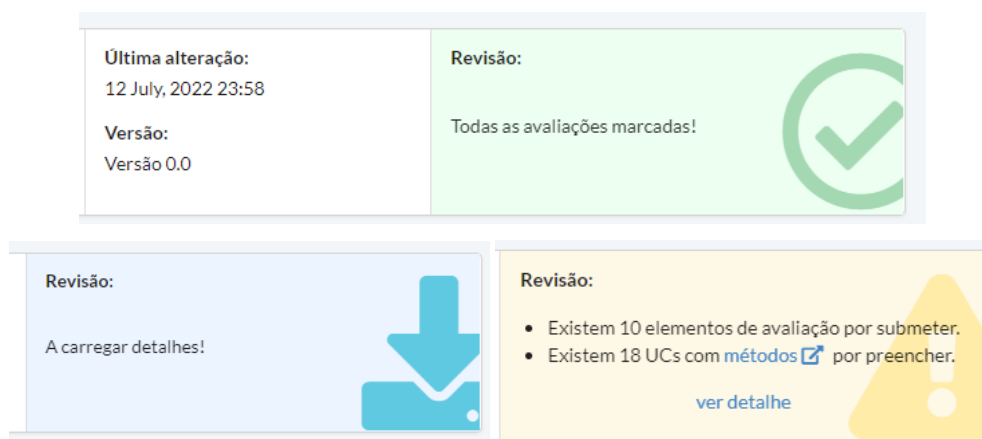 Última alteração:
12 July, 2022 23:58
Versão:
Versão 0.0
Revisão:
Todas as avaliações marcadas!
Revisão:
A carregar detalhes!
Revisão:
• Existem 10 elementos de avaliação por submeter.
• Existem 18 UCs com métodos por preencher.
ver detalhe